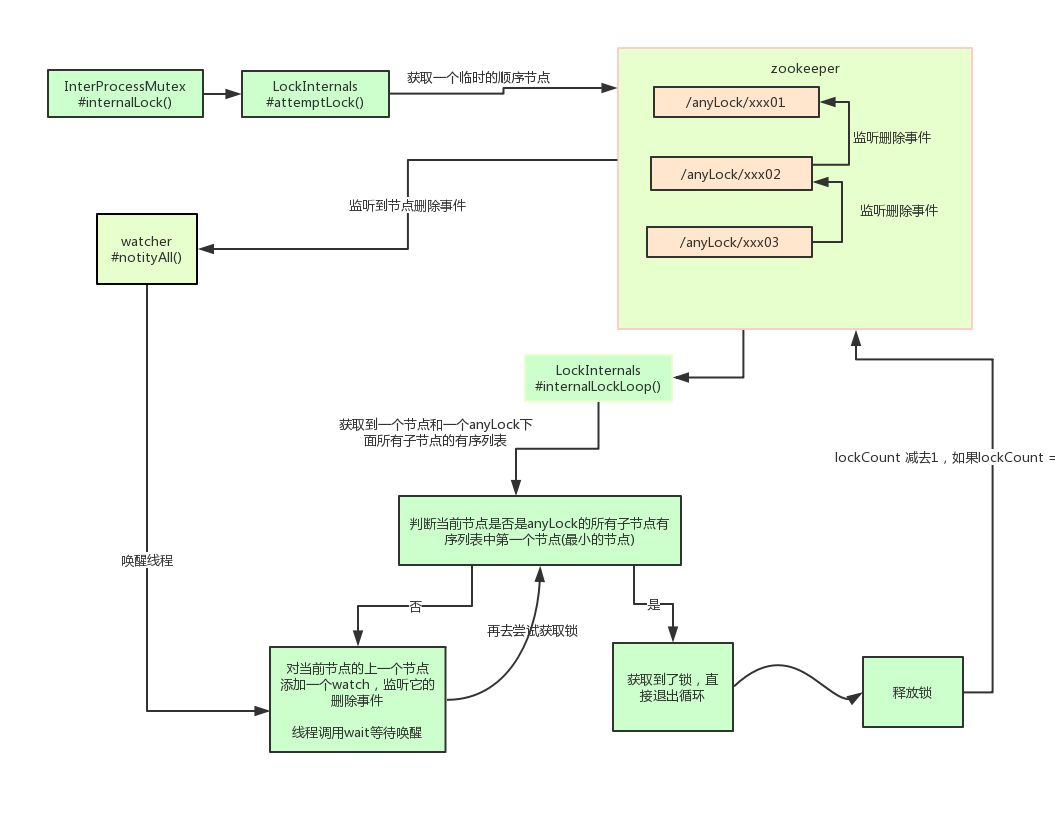 InterProcessMutex
#internalLock()
LockInternals
#attemptLock()
获取一个临时的顺序节点
zookeeper
/anyLock/xxx01
监听删除事件
/anyLock/xxx02
监听删除事件
/anyLock/xxx03
监听到节点删除事件
watcher
#notityAll()
LockInternals
#internalLockLoop()
获取到一个节点和一个anyLock下
面所有子节点的有序列表
lockCount 减去1，如果lockCount =
判断当前节点是否是anyLock的所有子节点有
序列表中第一个节点(最小的节点)
唤醒线程
否
是
再去尝试获取锁
对当前节点的上一个节点
添加一个watch，监听它的
删除事件
线程调用wait等待唤醒
获取到了锁，直
接退出循环
释放锁